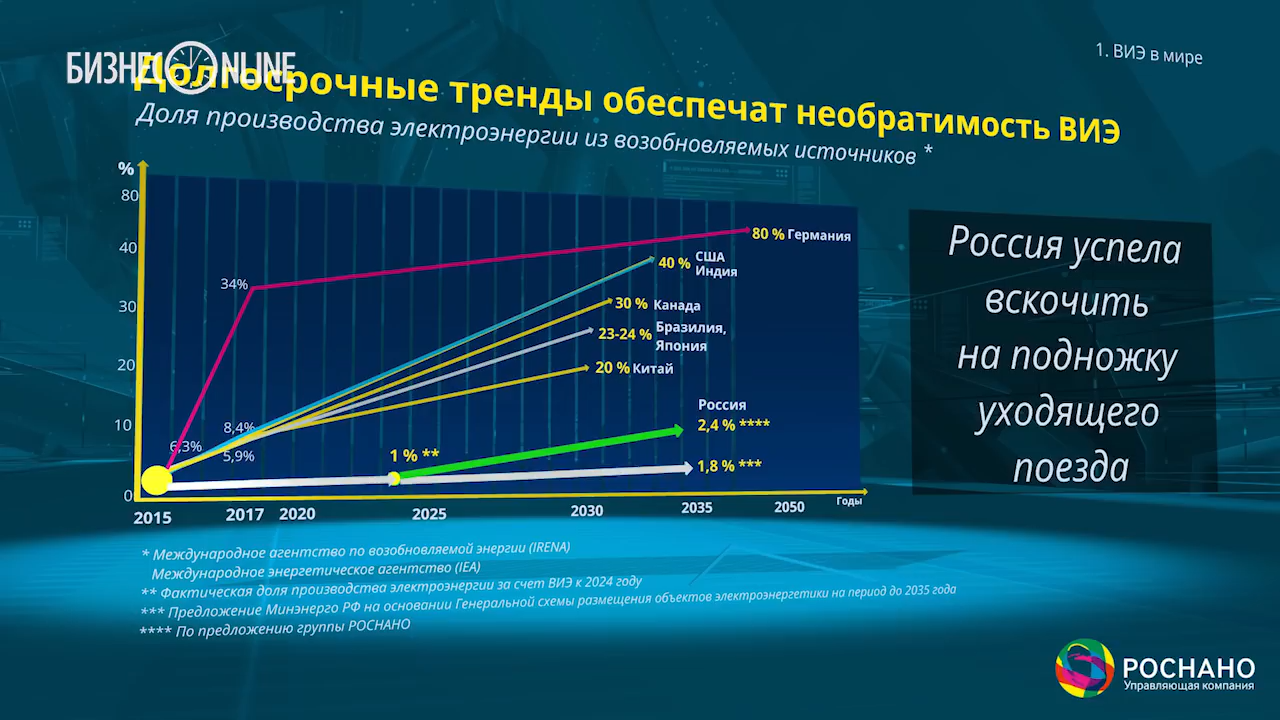 БИЗНЕС ONLINE
1. ВИЭ в мире
Долгосрочные тренды обеспечат необратимость ВИЭ
Доля производства электроэнергии из возобновляемых источников *
%
80
40
30
20
10
0
34%
6,3%
8,4%
5,9%
1 % **
80 % Германия
40 % США
Индия
30 % Канада
23-24 % Бразилия,
Япония
20 % Китай
Россия
2,4 % ****
1,8 % ***
Годы
2015 2017 2020 2025 2030 2035 2050
Россия успела
вскочить
на подножку
уходящего
поезда
* Международное агентство по возобновляемой энергии (IRENA)
Международное энергетическое агентство (IEA)
** Фактическая доля производства электроэнергии за счет ВИЭ к 2024 году
*** Предложение Минэнерго РФ на основании Генеральной схемы размещения объектов электроэнергетики на период до 2035 года
**** По предложению группы РОСНАНО
РОСНАНО
Управляющая компания